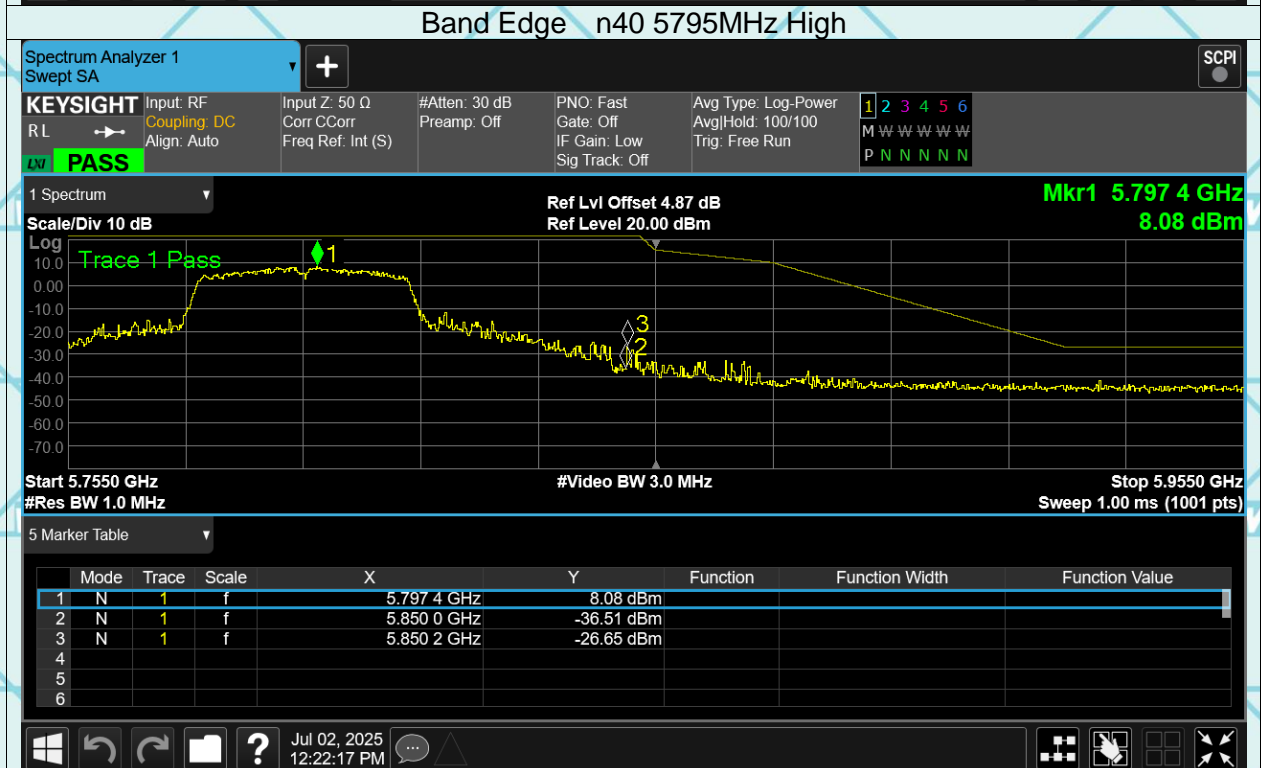 Band Edge n40 5795MHz High
Spectrum Analyzer 1
Swept SA
+
SCPI
KEYSIGHT
R L
LXI PASS
Input: RF
Coupling: DC
Align: Auto
Input Z: 50 Ω
Corr CCorr
Freq Ref: Int (S)
#Atten: 30 dB
Preamp: Off
PNO: Fast
Gate: Off
IF Gain: Low
Sig Track: Off
Avg Type: Log-Power
Avg|Hold: 100/100
Trig: Free Run
1 2 3 4 5 6
M W W W W W
P N N N N N
1 Spectrum
Scale/Div 10 dB
Ref Lvl Offset 4.87 dB
Ref Level 20.00 dBm
Mkr1 5.797 4 GHz
8.08 dBm
Log
Trace 1 Pass
1
3
2
10.0
0.00
-10.0
-20.0
-30.0
-40.0
-50.0
-60.0
-70.0
Start 5.7550 GHz
#Video BW 3.0 MHz
Stop 5.9550 GHz
#Res BW 1.0 MHz
Sweep 1.00 ms (1001 pts)
5 Marker Table
Mode Trace Scale X Y Function Function Width Function Value
1 N 1 f 5.797 4 GHz 8.08 dBm
2 N 1 f 5.850 0 GHz -36.51 dBm
3 N 1 f 5.850 2 GHz -26.65 dBm
4
5
6
?
Jul 02, 2025
12:22:17 PM